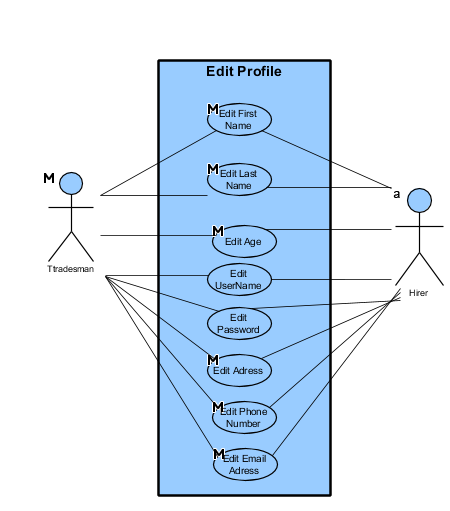 Edit Profile
M
Edit First
Name
M
Edit Last
Name
M
Ttradesman
a
Hirer
M
Edit Age
Edit
UserName
Edit
Password
M
Edit Adress
M
Edit Phone
Number
M
Edit Email
Adress